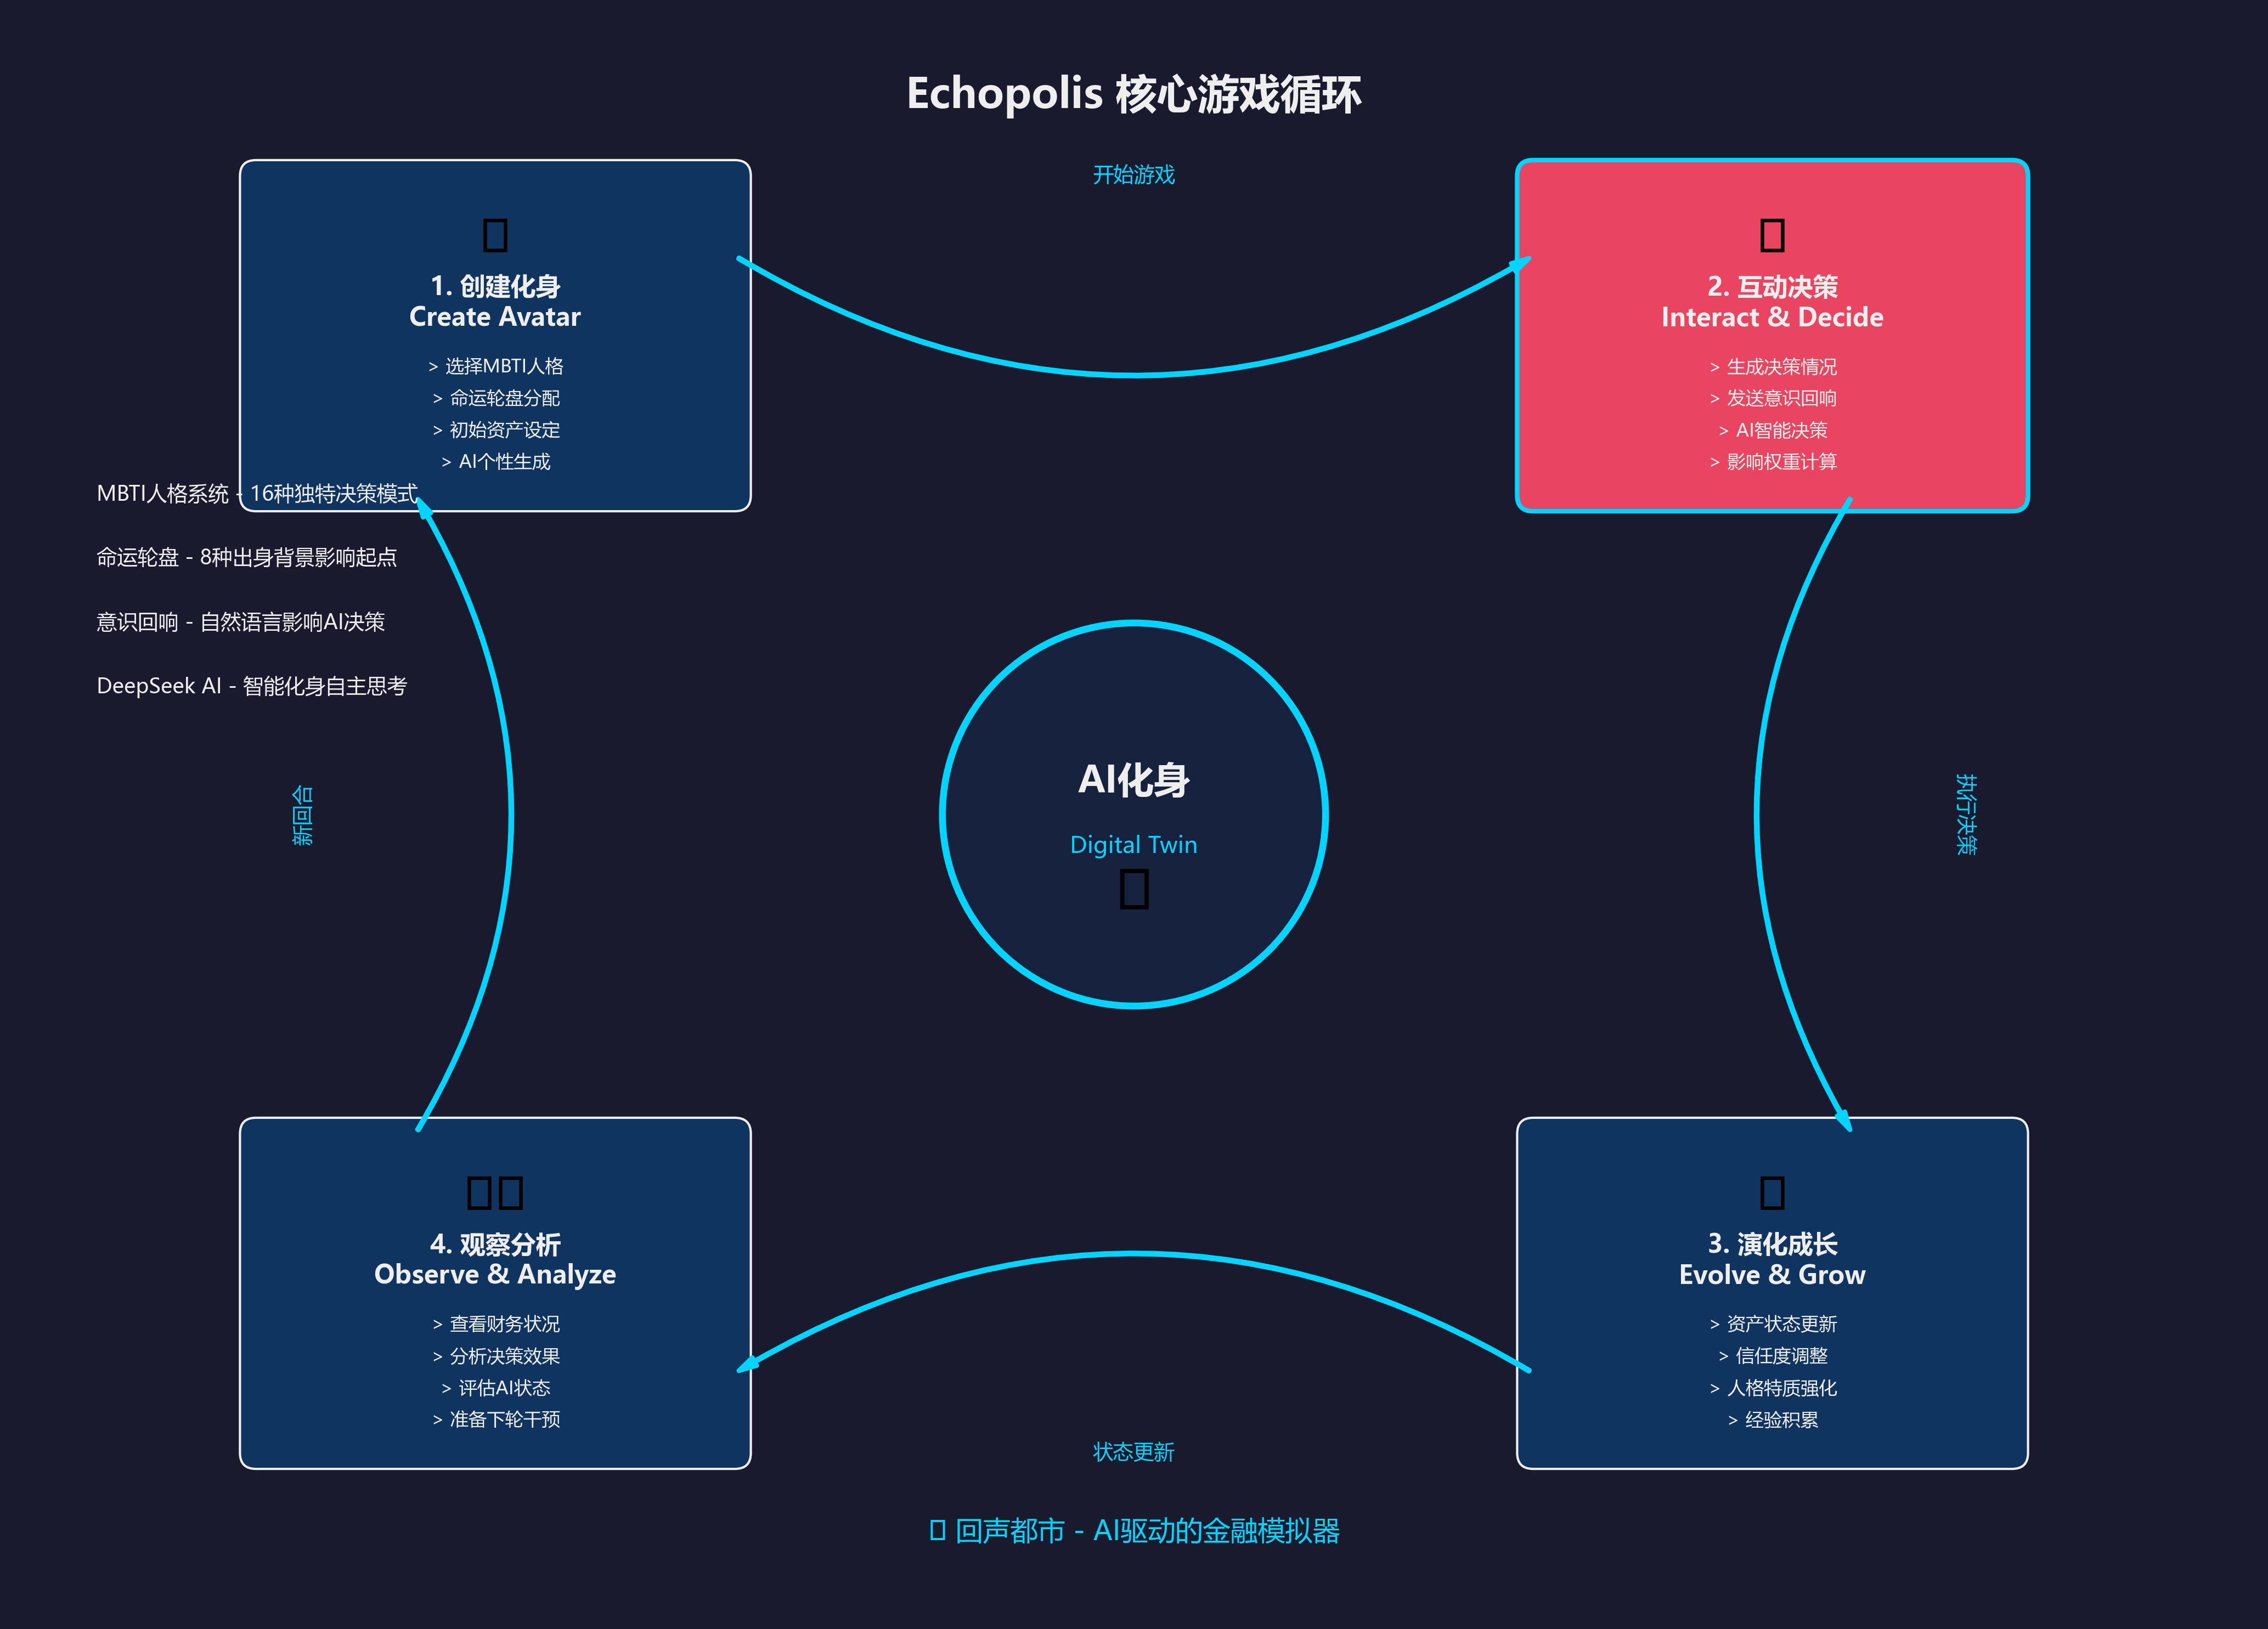 Echopolis 核心游戏循环
开始游戏
1. 创建化身
Create Avatar
> 选择MBTI人格
> 命运轮盘分配
> 初始资产设定
> AI个性生成
2. 互动决策
Interact & Decide
> 生成决策情况
> 发送意识回响
> AI智能决策
> 影响权重计算
MBTI人格系统 - 16种独特决策模式
命运轮盘 - 8种出身背景影响起点
意识回响 - 自然语言影响AI决策
DeepSeek AI - 智能化身自主思考
新回合
AI化身
Digital Twin
执行决策
4. 观察分析
Observe & Analyze
> 查看财务状况
> 分析决策效果
> 评估AI状态
> 准备下轮干预
3. 演化成长
Evolve & Grow
> 资产状态更新
> 信任度调整
> 人格特质强化
> 经验积累
状态更新
回声都市 - AI驱动的金融模拟器